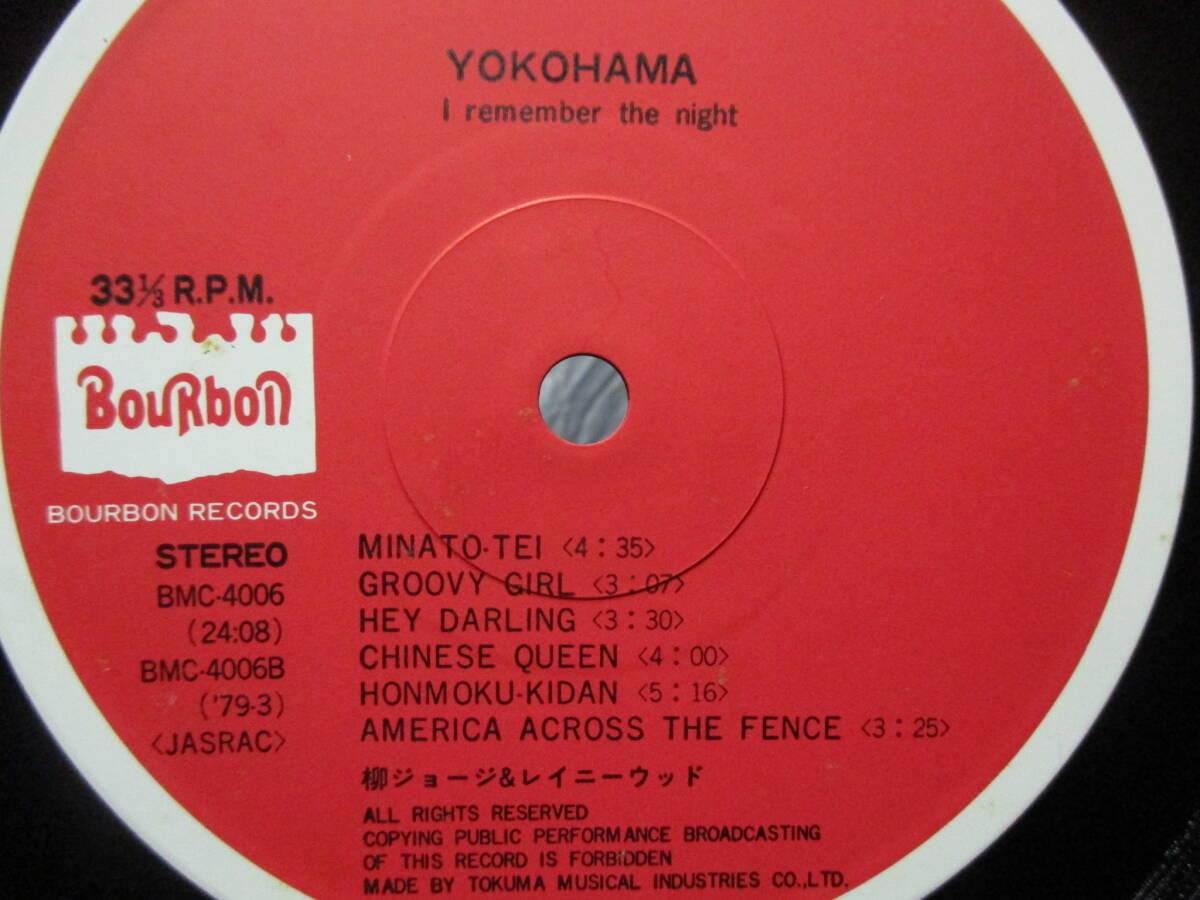 YOKOHAMA
I remember the night
33⅓ R.P.M.
BouRbon
BOURBON RECORDS
STEREO
BMC-4006
(24:08)
BMC-4006B
('79-3)
<JASRAC>
MINATO-TEI <4:35>
GROOVY GIRL <3:07>
HEY DARLING <3:30>
CHINESE QUEEN <4:00>
HONMOKU-KIDAN <5:16>
AMERICA ACROSS THE FENCE <3:25>
柳ジョージ&レイニーウッド
ALL RIGHTS RESERVED
COPYING PUBLIC PERFORMANCE BROADCASTING
OF THIS RECORD IS FORBIDDEN
MADE BY TOKUMA MUSICAL INDUSTRIES CO.,LTD.